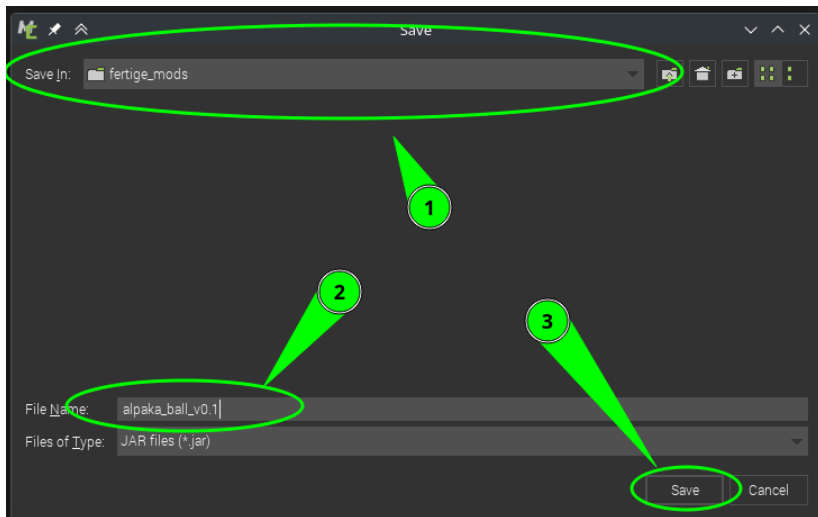 Save
Save In: fertige_mods
1
2
3
File Name: alpaka_ball_v0.1
Files of Type: JAR files (*.jar)
Save Cancel